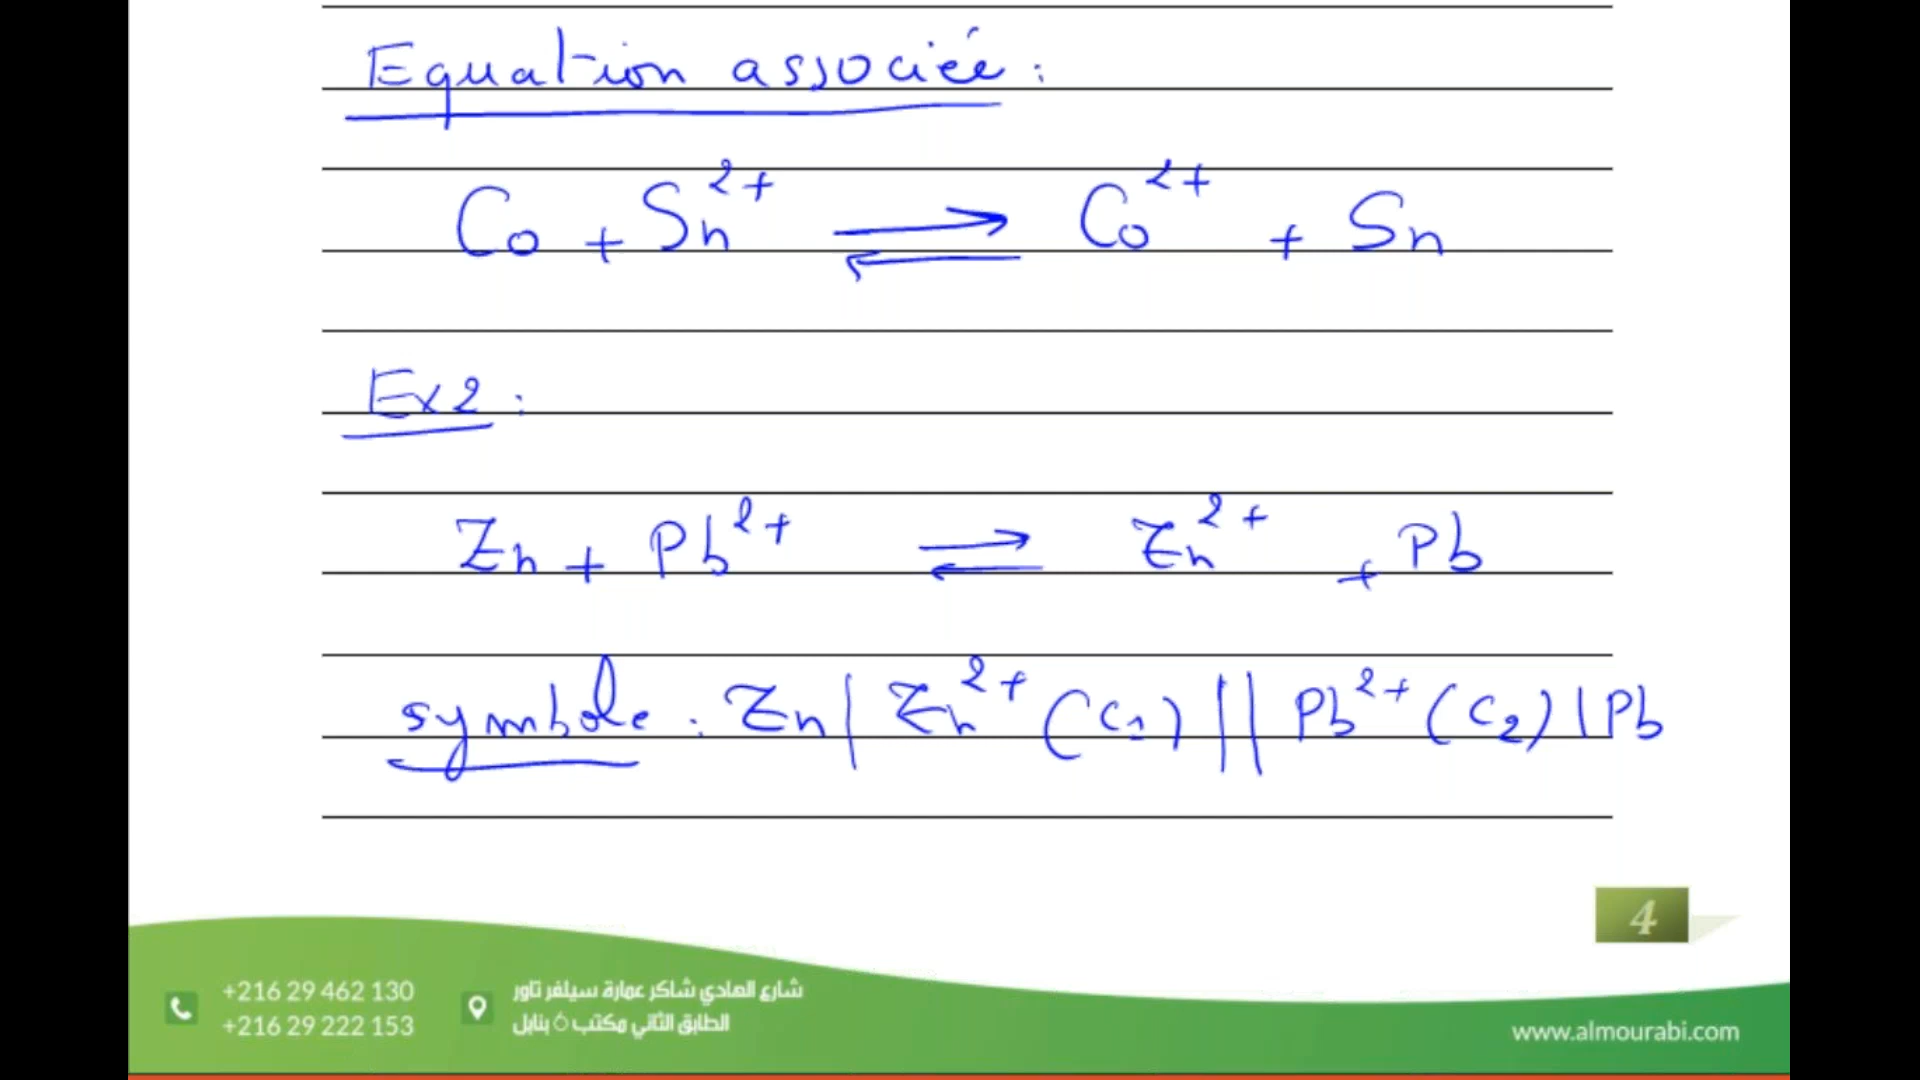 Equation associée :
Co + Sn²⁺ ⇌ Co²⁺ + Sn
Ex2 :
Zn + Pb²⁺ ⇌ Zn²⁺ + Pb
symbole : Zn | Zn²⁺ (C₁) || Pb²⁺ (C₂) | Pb
4
+216 29 462 130
+216 29 222 153
شارع الهادي شاكر عمارة سيلفر تاور
الطابق الثاني مكتب 6 بنابل
www.almourabi.com